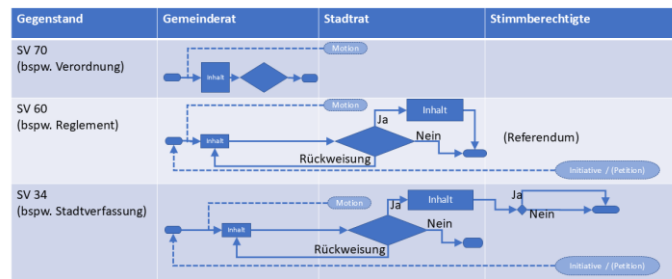 Gegenstand Gemeinderat Stadtrat Stimmberechtigte
SV 70
(bspw. Verordnung)
Motion
Inhalt
SV 60
(bspw. Reglement)
Motion
Inhalt
Ja
Inhalt
Nein
(Referendum)
Rückweisung
Initiative / (Petition)
SV 34
(bspw. Stadtverfassung)
Motion
Inhalt
Ja
Inhalt
Nein
Rückweisung
Ja
Nein
Initiative / (Petition)